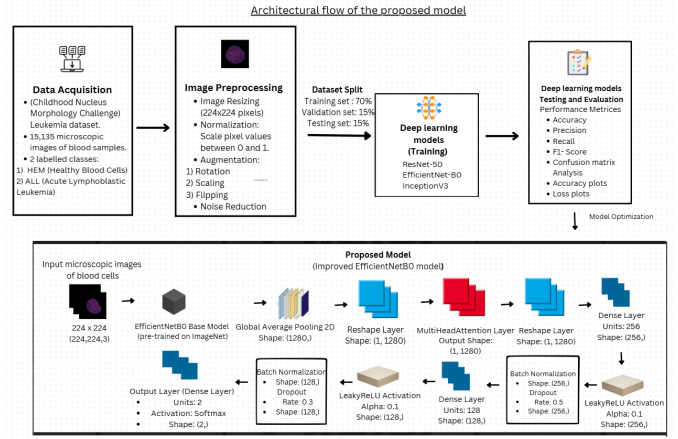 Architectural flow of the proposed model
Data Acquisition
• (Childhood Nucleus
Morphology Challenge)
Leukemia dataset.
• 15,135 microscopic
images of blood samples.
• 2 labelled classes:
1) HEM (Healthy Blood Cells)
2) ALL (Acute Lymphoblastic
Leukemia)
Image Preprocessing
• Image Resizing
(224x224 pixels)
• Normalization:
Scale pixel values
between 0 and 1.
• Augmentation:
1) Rotation
2) Scaling
3) Flipping
• Noise Reduction
Dataset Split
Training set : 70%
Validation set: 15%
Testing set: 15%
Deep learning
models
(Training)
ResNet-50
EfficientNet-B0
InceptionV3
Deep learning models
Testing and Evaluation
Performance Metrices
• Accuracy
• Precision
• Recall
• F1- Score
• Confusion matrix
Analysis
• Accuracy plots
• Loss plots
Model Optimization
Proposed Model
(Improved EfficientNetB0 model)
Input microscopic images
of blood cells
224 x 224
(224,224,3)
EfficientNetB0 Base Model
(pre-trained on ImageNet)
Global Average Pooling 2D
Shape: (1280,)
Reshape Layer
Shape: (1, 1280)
MultiHeadAttention Layer
Output Shape:
(1, 1280)
Reshape Layer
Shape: (1, 1280)
Dense Layer
Units: 256
Shape: (256,)
LeakyReLU Activation
Alpha: 0.1
Shape: (256,)
Batch Normalization
• Shape: (256,)
Dropout
• Rate: 0.5
• Shape: (256,)
Dense Layer
Units: 128
Shape: (128,)
LeakyReLU Activation
Alpha: 0.1
Shape: (128,)
Batch Normalization
• Shape: (128,)
Dropout
• Rate: 0.3
• Shape: (128,)
Output Layer (Dense Layer)
• Units: 2
• Activation: Softmax
• Shape: (2,)